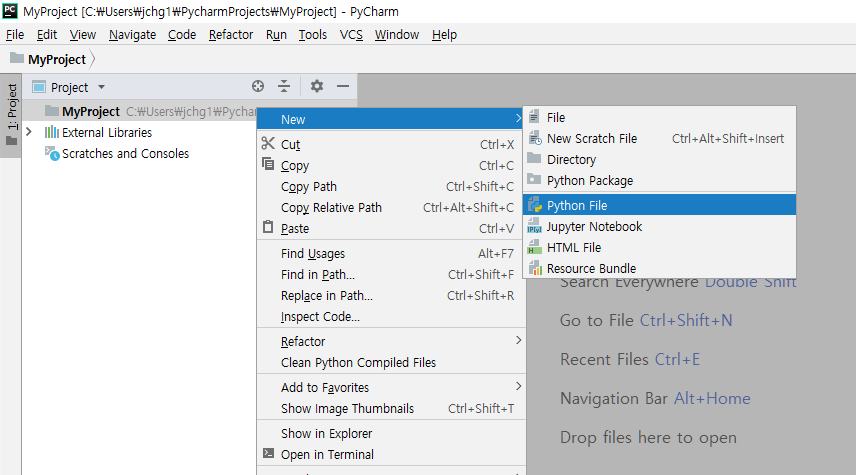 MyProject [C:₩Users₩jchg1₩PycharmProjects₩MyProject] - PyCharm
File Edit View Navigate Code Refactor Run Tools VCS Window Help
MyProject
1: Project
Project
MyProject C:₩Users₩jchg1₩Pychar
External Libraries
Scratches and Consoles
New
Cut Ctrl+X
Copy Ctrl+C
Copy Path Ctrl+Shift+C
Copy Relative Path Ctrl+Alt+Shift+C
Paste Ctrl+V
Find Usages Alt+F7
Find in Path... Ctrl+Shift+F
Replace in Path... Ctrl+Shift+R
Inspect Code...
Refactor
Clean Python Compiled Files
Add to Favorites
Show Image Thumbnails Ctrl+Shift+T
Show in Explorer
Open in Terminal
File
New Scratch File Ctrl+Alt+Shift+Insert
Directory
Python Package
Python File
Jupyter Notebook
HTML File
Resource Bundle
Search Everywhere Double Shift
Go to File Ctrl+Shift+N
Recent Files Ctrl+E
Navigation Bar Alt+Home
Drop files here to open